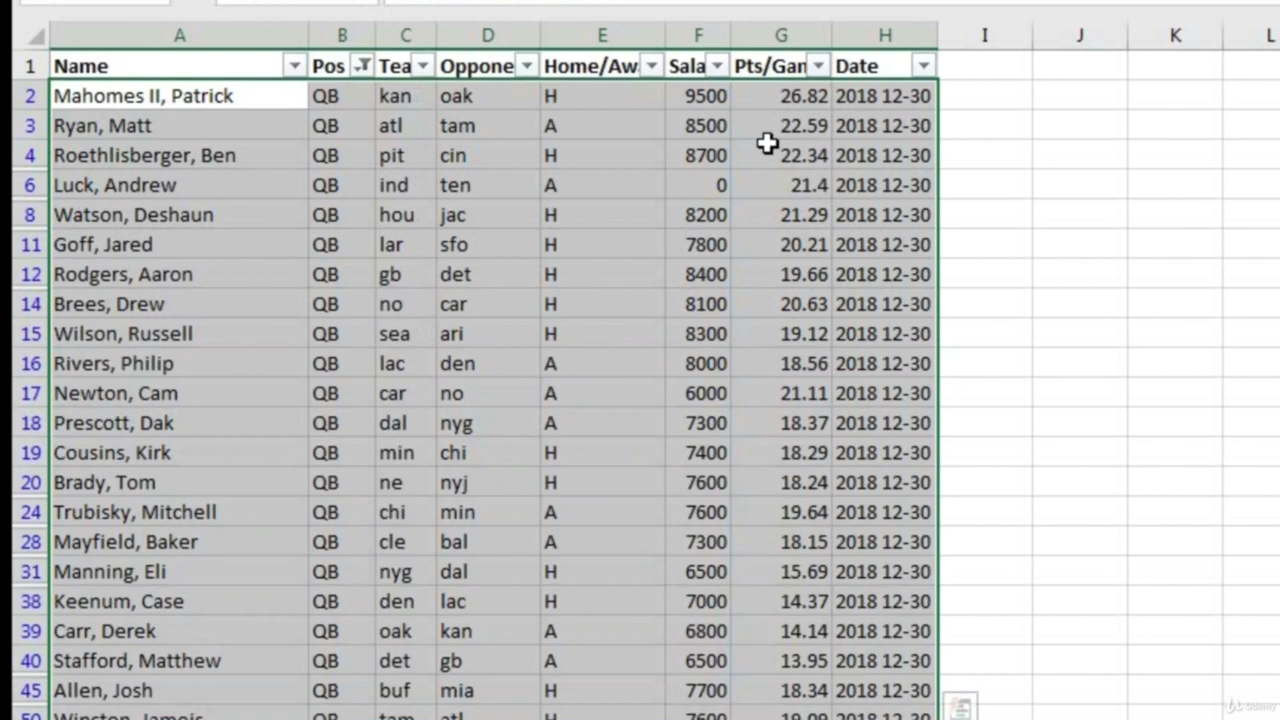 A B C D E F G H I J K L
1 Name Pos Tea Oppone Home/Aw Sala Pts/Gan Date
2 Mahomes II, Patrick QB kan oak H 9500 26.82 2018 12-30
3 Ryan, Matt QB atl tam A 8500 22.59 2018 12-30
4 Roethlisberger, Ben QB pit cin H 8700 22.34 2018 12-30
6 Luck, Andrew QB ind ten A 0 21.4 2018 12-30
8 Watson, Deshaun QB hou jac H 8200 21.29 2018 12-30
11 Goff, Jared QB lar sfo H 7800 20.21 2018 12-30
12 Rodgers, Aaron QB gb det H 8400 19.66 2018 12-30
14 Brees, Drew QB no car H 8100 20.63 2018 12-30
15 Wilson, Russell QB sea ari H 8300 19.12 2018 12-30
16 Rivers, Philip QB lac den A 8000 18.56 2018 12-30
17 Newton, Cam QB car no A 6000 21.11 2018 12-30
18 Prescott, Dak QB dal nyg A 7300 18.37 2018 12-30
19 Cousins, Kirk QB min chi H 7400 18.29 2018 12-30
20 Brady, Tom QB ne nyj H 7600 18.24 2018 12-30
24 Trubisky, Mitchell QB chi min A 7600 19.64 2018 12-30
28 Mayfield, Baker QB cle bal A 7300 18.15 2018 12-30
31 Manning, Eli QB nyg dal H 6500 15.69 2018 12-30
38 Keenum, Case QB den lac H 7000 14.37 2018 12-30
39 Carr, Derek QB oak kan A 6800 14.14 2018 12-30
40 Stafford, Matthew QB det gb A 6500 13.95 2018 12-30
45 Allen, Josh QB buf mia H 7700 18.34 2018 12-30
50 Winston, Jameis QB tam atl H 7600 19.09 2018 12-30
Udemy